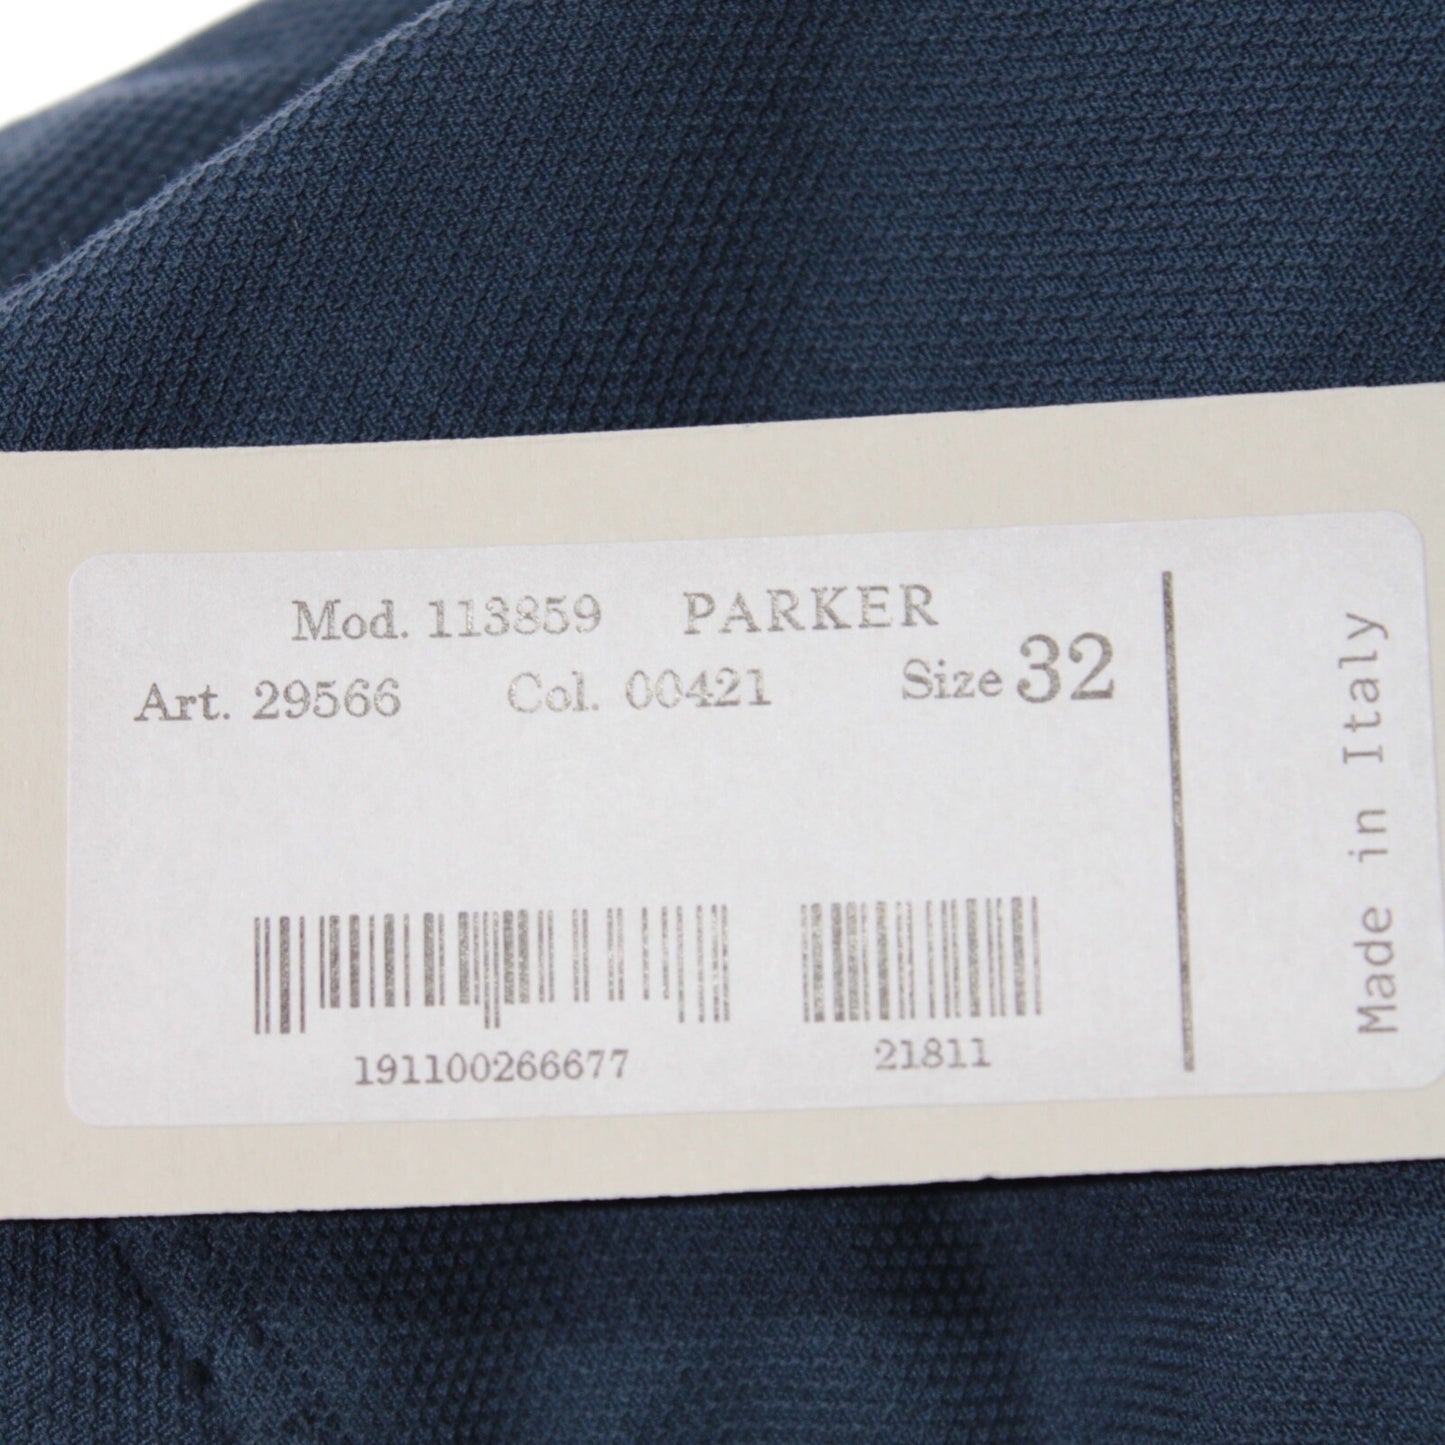 Mod. 113859 PARKER
Art. 29566 Col. 00421 Size 32
191100266677 21811
Made in Italy